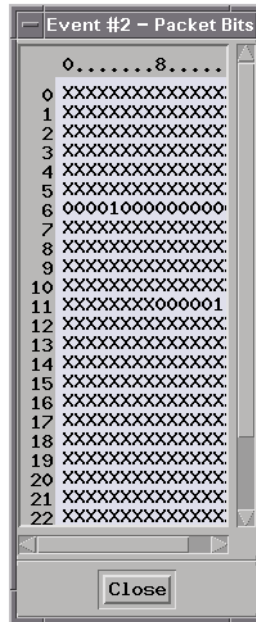 Event #2 – Packet Bits
0.......8.....
0 XXXXXXXXXXXXXX
1 XXXXXXXXXXXXXX
2 XXXXXXXXXXXXXX
3 XXXXXXXXXXXXXX
4 XXXXXXXXXXXXXX
5 XXXXXXXXXXXXXX
6 00001000000000
7 XXXXXXXXXXXXXX
8 XXXXXXXXXXXXXX
9 XXXXXXXXXXXXXX
10 XXXXXXXXXXXXXX
11 XXXXXXXX000001
12 XXXXXXXXXXXXXX
13 XXXXXXXXXXXXXX
14 XXXXXXXXXXXXXX
15 XXXXXXXXXXXXXX
16 XXXXXXXXXXXXXX
17 XXXXXXXXXXXXXX
18 XXXXXXXXXXXXXX
19 XXXXXXXXXXXXXX
20 XXXXXXXXXXXXXX
21 XXXXXXXXXXXXXX
22 XXXXXXXXXXXXXX
Close